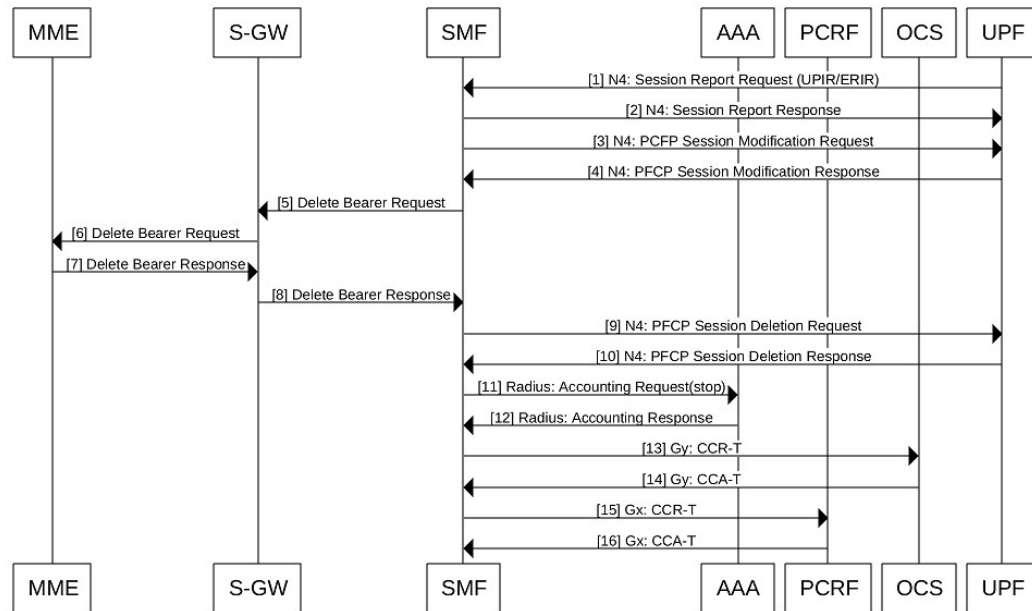 MME S-GW SMF AAA PCRF OCS UPF
[1] N4: Session Report Request (UPIR/ERIR)
[2] N4: Session Report Response
[3] N4: PCFP Session Modification Request
[4] N4: PFCP Session Modification Response
[5] Delete Bearer Request
[6] Delete Bearer Request
[7] Delete Bearer Response
[8] Delete Bearer Response
[9] N4: PFCP Session Deletion Request
[10] N4: PFCP Session Deletion Response
[11] Radius: Accounting Request(stop)
[12] Radius: Accounting Response
[13] Gy: CCR-T
[14] Gy: CCA-T
[15] Gx: CCR-T
[16] Gx: CCA-T
MME S-GW SMF AAA PCRF OCS UPF